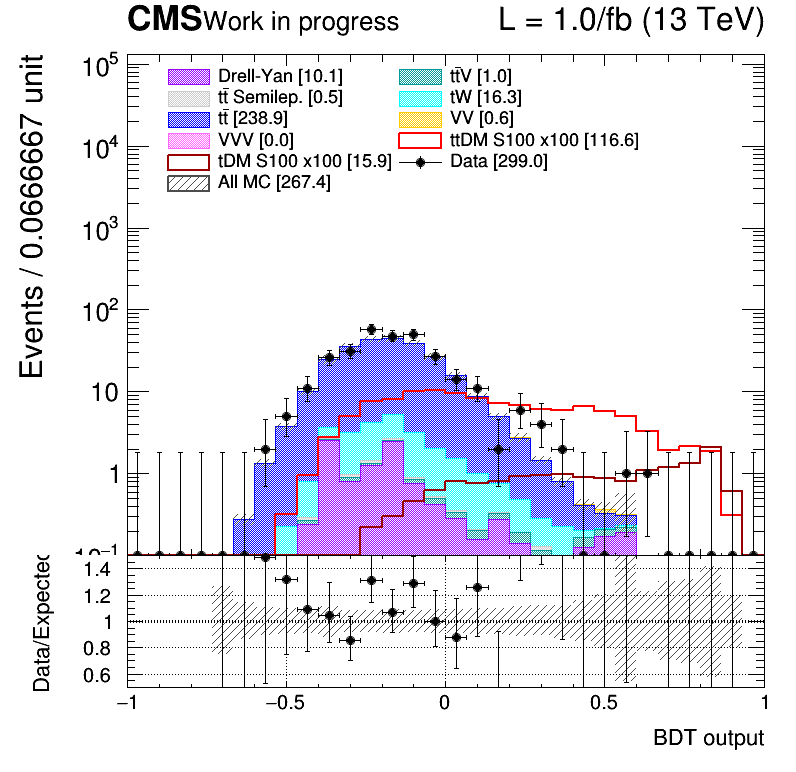 CMS Work in progress L = 1.0/fb (13 TeV)
Events / 0.0666667 unit
10⁵
10⁴
10³
10²
10
1
10⁻¹
Drell-Yan [10.1]
tt̄V [1.0]
tt̄ Semilep. [0.5]
tW [16.3]
tt̄ [238.9]
VV [0.6]
VVV [0.0]
ttDM S100 x100 [116.6]
tDM S100 x100 [15.9]
Data [299.0]
All MC [267.4]
Data/Expected
1.4
1.2
1
0.8
0.6
−1 −0.5 0 0.5 1
BDT output